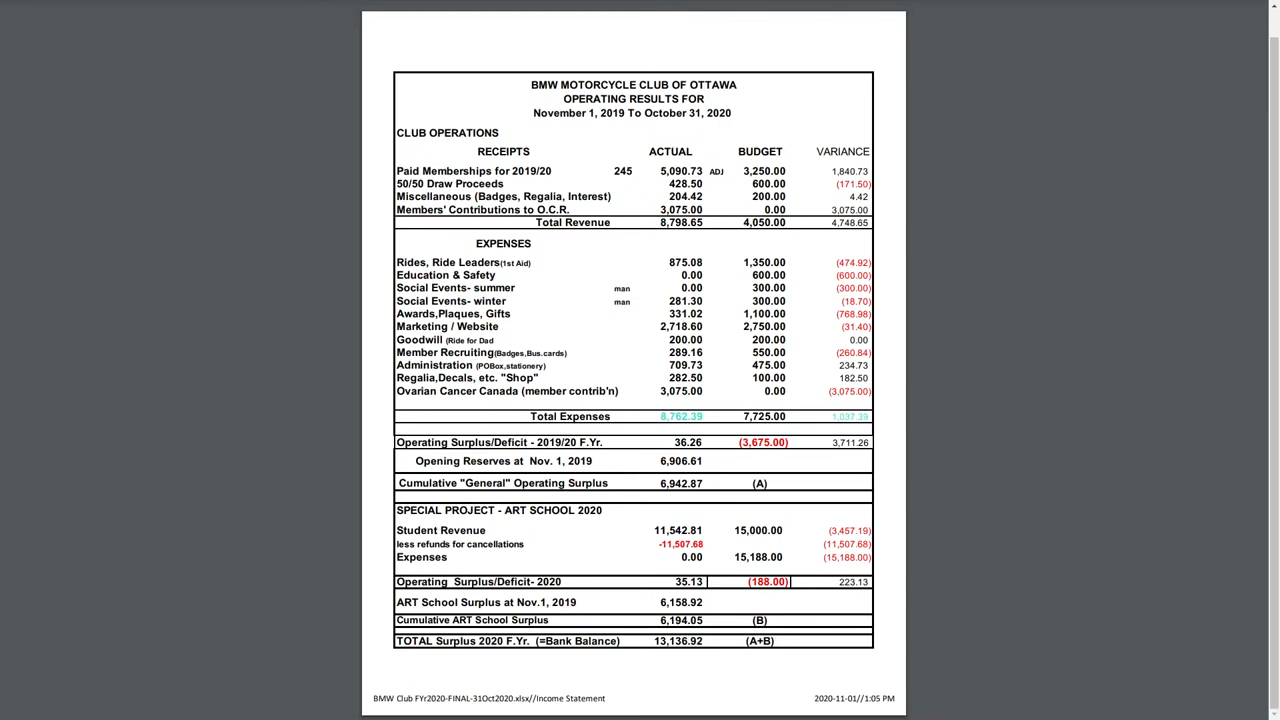 BMW MOTORCYCLE CLUB OF OTTAWA
OPERATING RESULTS FOR
November 1, 2019 To October 31, 2020
CLUB OPERATIONS
RECEIPTS ACTUAL BUDGET VARIANCE
Paid Memberships for 2019/20 245 5,090.73 ADJ 3,250.00 1,840.73
50/50 Draw Proceeds 428.50 600.00 (171.50)
Miscellaneous (Badges, Regalia, Interest) 204.42 200.00 4.42
Members' Contributions to O.C.R. 3,075.00 0.00 3,075.00
Total Revenue 8,798.65 4,050.00 4,748.65
EXPENSES
Rides, Ride Leaders(1st Aid) 875.08 1,350.00 (474.92)
Education & Safety 0.00 600.00 (600.00)
Social Events- summer man 0.00 300.00 (300.00)
Social Events- winter man 281.30 300.00 (18.70)
Awards,Plaques, Gifts 331.02 1,100.00 (768.98)
Marketing / Website 2,718.60 2,750.00 (31.40)
Goodwill (Ride for Dad 200.00 200.00 0.00
Member Recruiting(Badges,Bus.cards) 289.16 550.00 (260.84)
Administration (POBox,stationery) 709.73 475.00 234.73
Regalia,Decals, etc. "Shop" 282.50 100.00 182.50
Ovarian Cancer Canada (member contrib'n) 3,075.00 0.00 (3,075.00)
Total Expenses 8,762.39 7,725.00 1,037.39
Operating Surplus/Deficit - 2019/20 F.Yr. 36.26 (3,675.00) 3,711.26
Opening Reserves at Nov. 1, 2019 6,906.61
Cumulative "General" Operating Surplus 6,942.87 (A)
SPECIAL PROJECT - ART SCHOOL 2020
Student Revenue 11,542.81 15,000.00 (3,457.19)
less refunds for cancellations -11,507.68 (11,507.68)
Expenses 0.00 15,188.00 (15,188.00)
Operating Surplus/Deficit- 2020 35.13 (188.00) 223.13
ART School Surplus at Nov.1, 2019 6,158.92
Cumulative ART School Surplus 6,194.05 (B)
TOTAL Surplus 2020 F.Yr. (=Bank Balance) 13,136.92 (A+B)
BMW Club FYr2020-FINAL-31Oct2020.xlsx//Income Statement 2020-11-01//1:05 PM